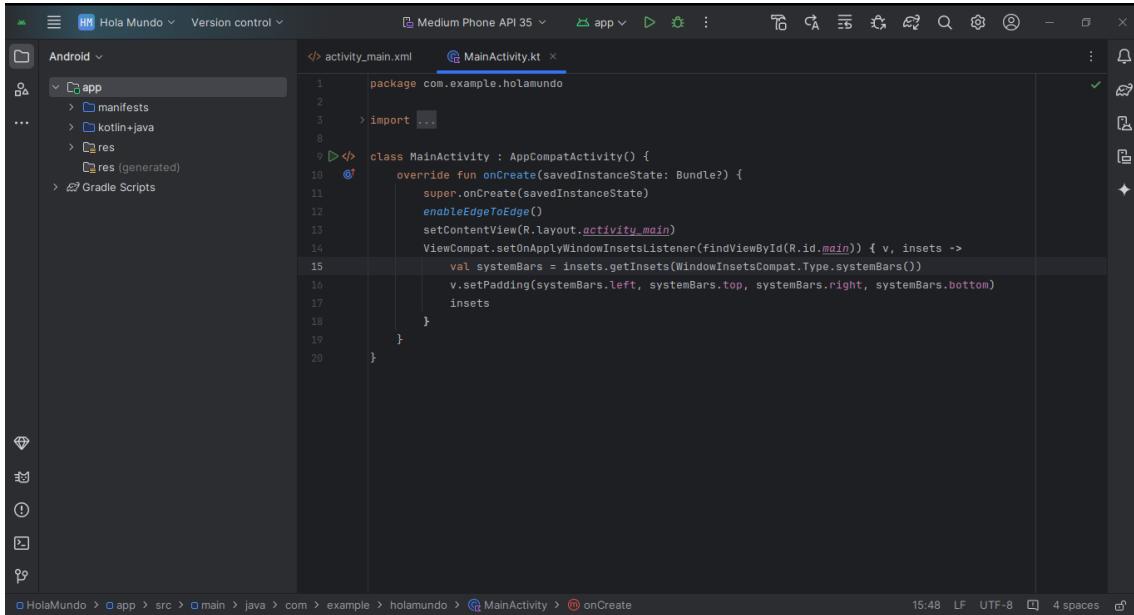 HM Hola Mundo Version control Medium Phone API 35 app
Android
activity_main.xml MainActivity.kt
app
manifests
kotlin+java
res
res (generated)
Gradle Scripts
1 package com.example.holamundo
2
3 import ...
8
9 class MainActivity : AppCompatActivity() {
10 override fun onCreate(savedInstanceState: Bundle?) {
11 super.onCreate(savedInstanceState)
12 enableEdgeToEdge()
13 setContentView(R.layout.activity_main)
14 ViewCompat.setOnApplyWindowInsetsListener(findViewById(R.id.main)) { v, insets ->
15 val systemBars = insets.getInsets(WindowInsetsCompat.Type.systemBars())
16 v.setPadding(systemBars.left, systemBars.top, systemBars.right, systemBars.bottom)
17 insets
18 }
19 }
20 }
HolaMundo > app > src > main > java > com > example > holamundo > MainActivity > onCreate 15:48 LF UTF-8 4 spaces